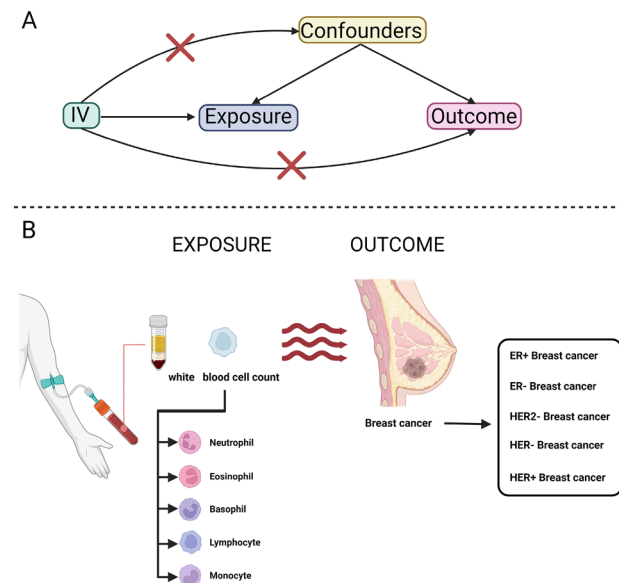 A
Confounders
IV
Exposure
Outcome
B
EXPOSURE OUTCOME
white blood cell count
Neutrophil
Eosinophil
Basophil
Lymphocyte
Monocyte
Breast cancer
ER+ Breast cancer
ER- Breast cancer
HER2- Breast cancer
HER- Breast cancer
HER+ Breast cancer